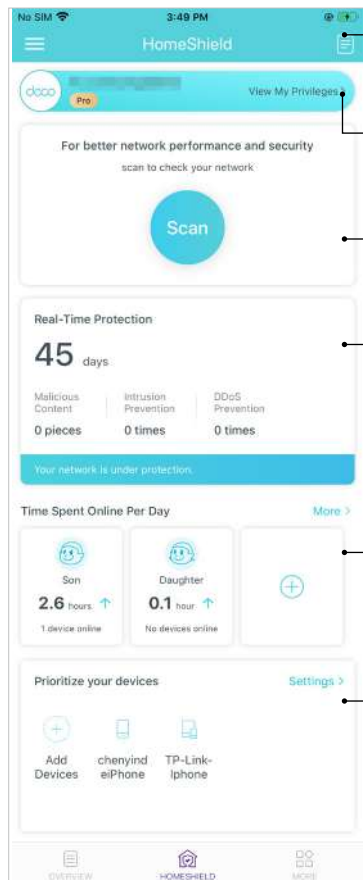 No SIM 3:49 PM
HomeShield
deco
Pro
View My Privileges >
For better network performance and security
scan to check your network
Scan
Real-Time Protection
45 days
Malicious Content
Intrusion Prevention
DDoS Prevention
0 pieces
0 times
0 times
Your network is under protection.
Time Spent Online Per Day
More >
Son
Daughter
2.6 hours ↑
0.1 hour ↑
1 device online
No devices online
Prioritize your devices
Settings >
Add Devices
chenyind eiPhone
TP-Link-Iphone
OVERVIEW
HOMESHIELD
MORE